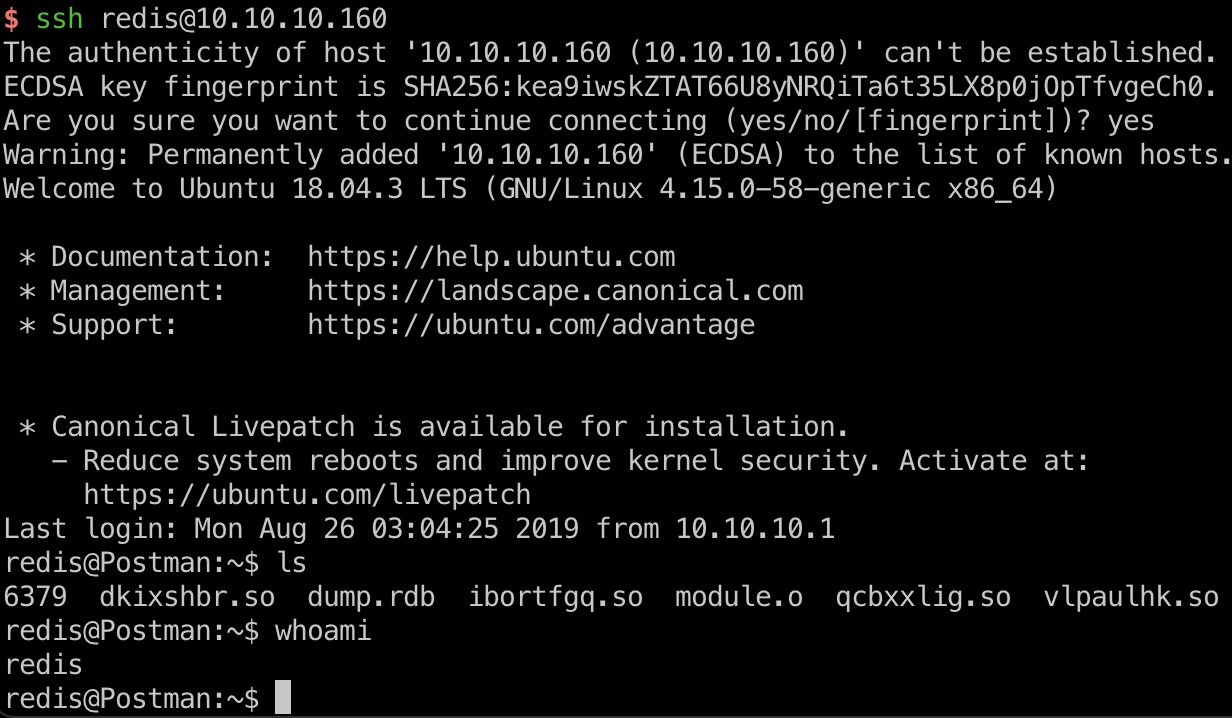 $ ssh redis@10.10.10.160
The authenticity of host '10.10.10.160 (10.10.10.160)' can't be established.
ECDSA key fingerprint is SHA256:kea9iwskZTAT66U8yNRQiTa6t35LX8p0jOpTfvgeCh0.
Are you sure you want to continue connecting (yes/no/[fingerprint])? yes
Warning: Permanently added '10.10.10.160' (ECDSA) to the list of known hosts.
Welcome to Ubuntu 18.04.3 LTS (GNU/Linux 4.15.0-58-generic x86_64)

 * Documentation:  https://help.ubuntu.com
 * Management:     https://landscape.canonical.com
 * Support:        https://ubuntu.com/advantage


 * Canonical Livepatch is available for installation.
   - Reduce system reboots and improve kernel security. Activate at:
     https://ubuntu.com/livepatch
Last login: Mon Aug 26 03:04:25 2019 from 10.10.10.1
redis@Postman:~$ ls
6379  dkixshbr.so  dump.rdb  ibortfgq.so  module.o  qcbxxlig.so  vlpaulhk.so
redis@Postman:~$ whoami
redis
redis@Postman:~$